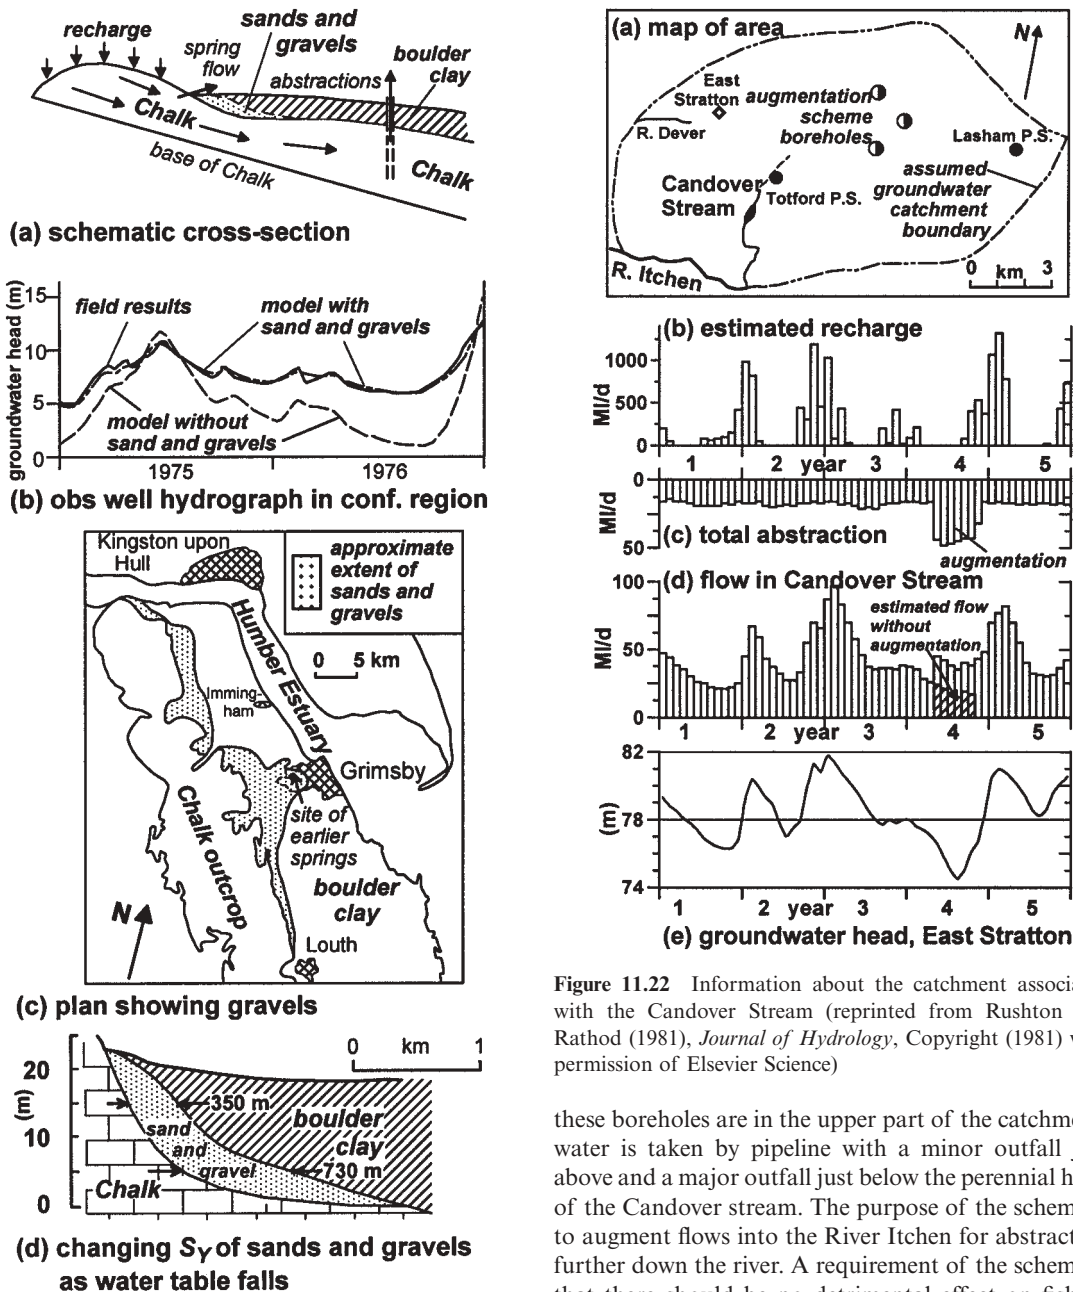 recharge
sands and
gravels
spring
flow
boulder
clay
abstractions
Chalk
base of Chalk
Chalk
(a) schematic cross-section
groundwater head (m)
15
10
5
0
field results
model with
sand and gravels
model without
sand and gravels
1975
1976
(b) obs well hydrograph in conf. region
Kingston upon
Hull
approximate
extent of
sands and
gravels
0 5 km
Humber Estuary
Imming-
ham
Grimsby
site of
earlier
springs
Chalk outcrop
boulder
clay
N
Louth
(c) plan showing gravels
0 km 1
20
(m)
10
0
350 m
boulder
clay
sand
and
gravel
730 m
Chalk
(d) changing SY of sands and gravels
as water table falls
(a) map of area
N
East
Stratton
augmentation
scheme
boreholes
R. Dever
Lasham P.S.
assumed
groundwater
catchment
boundary
Candover
Stream
Totford P.S.
R. Itchen
0 km 3
(b) estimated recharge
Ml/d
1000
500
0
1 2 year 3 4 5
0
Ml/d
50
(c) total abstraction
augmentation
(d) flow in Candover Stream
100
Ml/d
50
0
estimated flow
without
augmentation
1 2 year 3 4 5
82
(m)
78
74
1 2 year 3 4 5
(e) groundwater head, East Stratton
Figure 11.22 Information about the catchment associa
with the Candover Stream (reprinted from Rushton
Rathod (1981), Journal of Hydrology, Copyright (1981) w
permission of Elsevier Science)
these boreholes are in the upper part of the catchme
water is taken by pipeline with a minor outfall j
above and a major outfall just below the perennial h
of the Candover stream. The purpose of the schem
to augment flows into the River Itchen for abstract
further down the river. A requirement of the schem